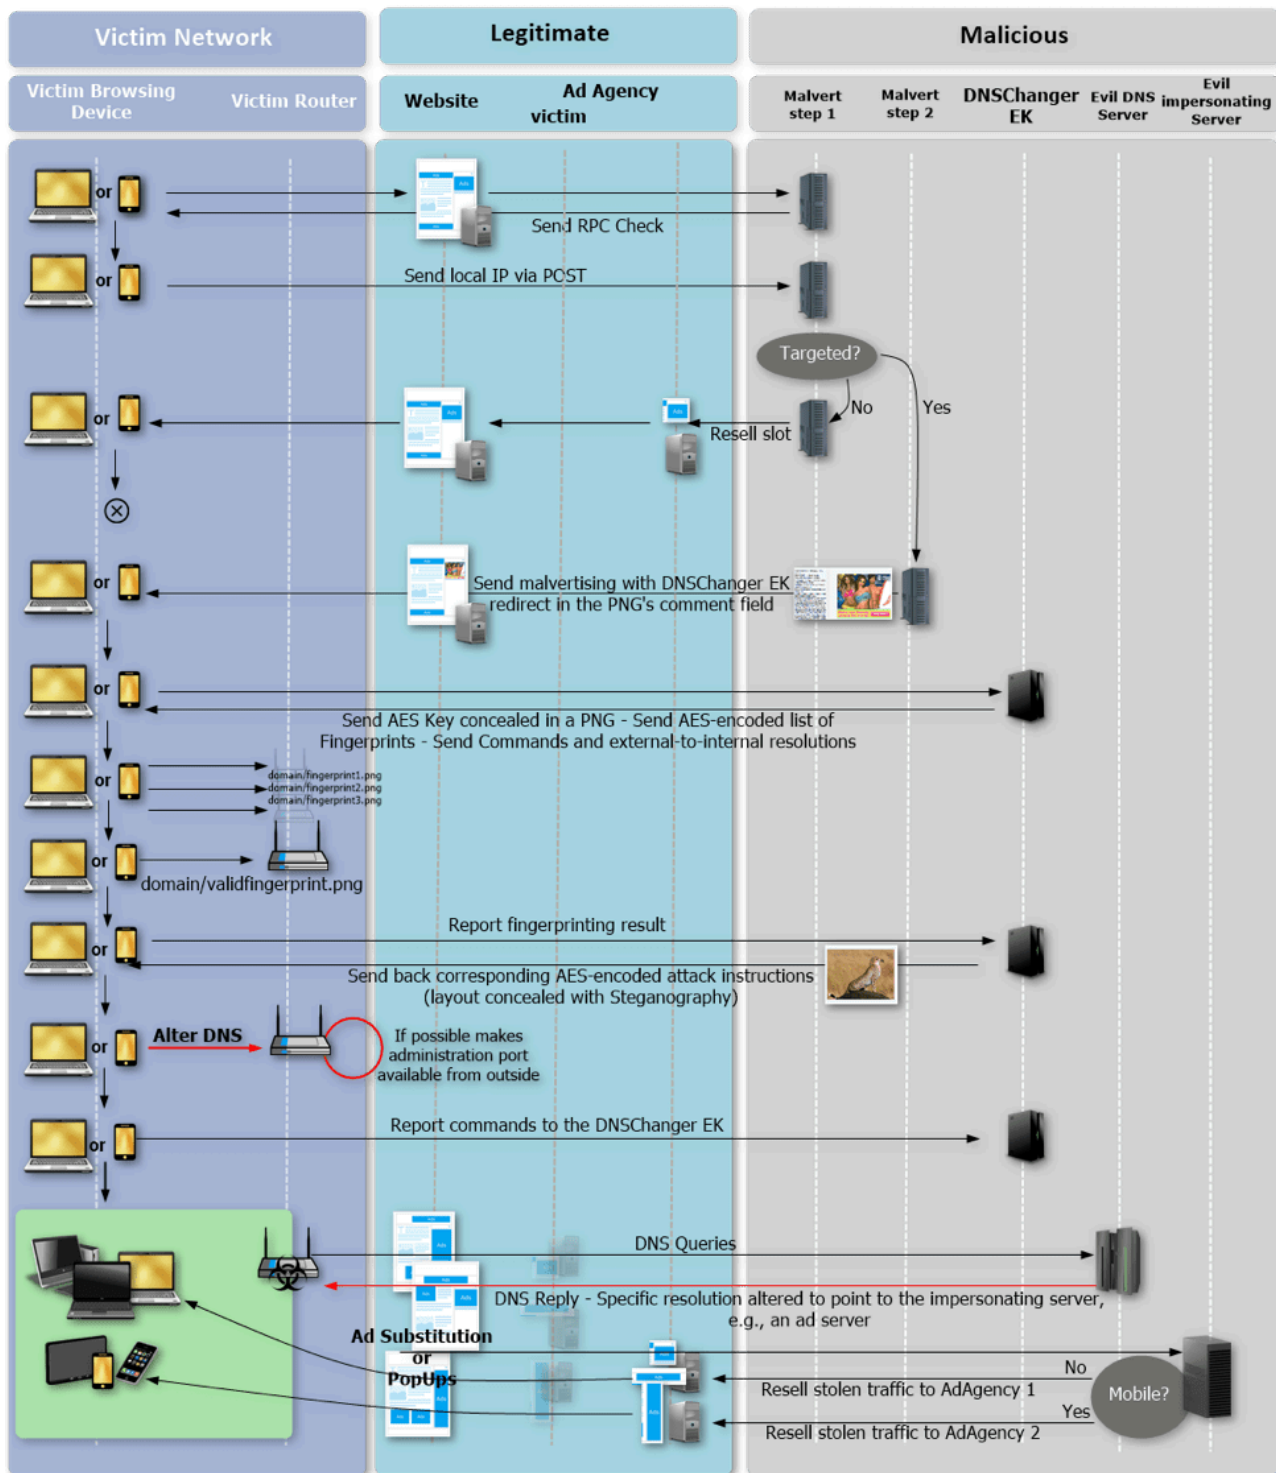 Victim Network
Legitimate
Malicious
Victim Browsing
Device
Victim Router
Website
Ad Agency
victim
Malvert
step 1
Malvert
step 2
DNSChanger
EK
Evil DNS
Server
Evil
impersonating
Server
or
Send RPC Check
or
Send local IP via POST
Targeted?
No
Yes
or
Ads
Ads
Resell slot
or
Send malvertising with DNSChanger EK
redirect in the PNG's comment field
or
Send AES Key concealed in a PNG - Send AES-encoded list of
Fingerprints - Send Commands and external-to-internal resolutions
or
domain/fingerprint1.png
domain/fingerprint2.png
domain/fingerprint3.png
or
domain/validfingerprint.png
or
Report fingerprinting result
Send back corresponding AES-encoded attack instructions
(layout concealed with Steganography)
or
Alter DNS
If possible makes
administration port
available from outside
or
Report commands to the DNSChanger EK
DNS Queries
DNS Reply - Specific resolution altered to point to the impersonating server,
e.g., an ad server
Ad Substitution
or
PopUps
No
Resell stolen traffic to AdAgency 1
Mobile?
Yes
Resell stolen traffic to AdAgency 2